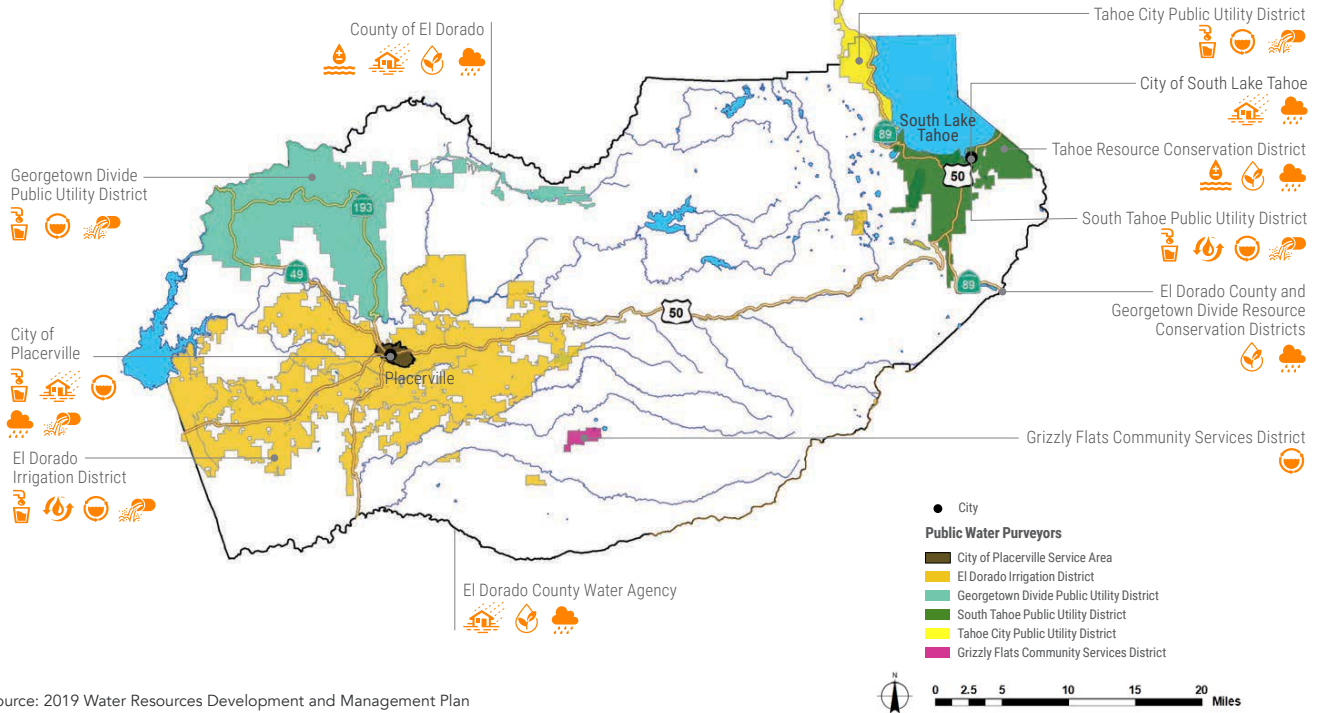 County of El Dorado
Tahoe City Public Utility District
City of South Lake Tahoe
Tahoe Resource Conservation District
South Tahoe Public Utility District
El Dorado County and
Georgetown Divide Resource
Conservation Districts
Georgetown Divide
Public Utility District
City of
Placerville
El Dorado
Irrigation District
Grizzly Flats Community Services District
El Dorado County Water Agency
South Lake
Tahoe
89
50
89
193
49
50
Placerville
City
Public Water Purveyors
City of Placerville Service Area
El Dorado Irrigation District
Georgetown Divide Public Utility District
South Tahoe Public Utility District
Tahoe City Public Utility District
Grizzly Flats Community Services District
N
0 2.5 5 10 15 20 Miles
ource: 2019 Water Resources Development and Management Plan